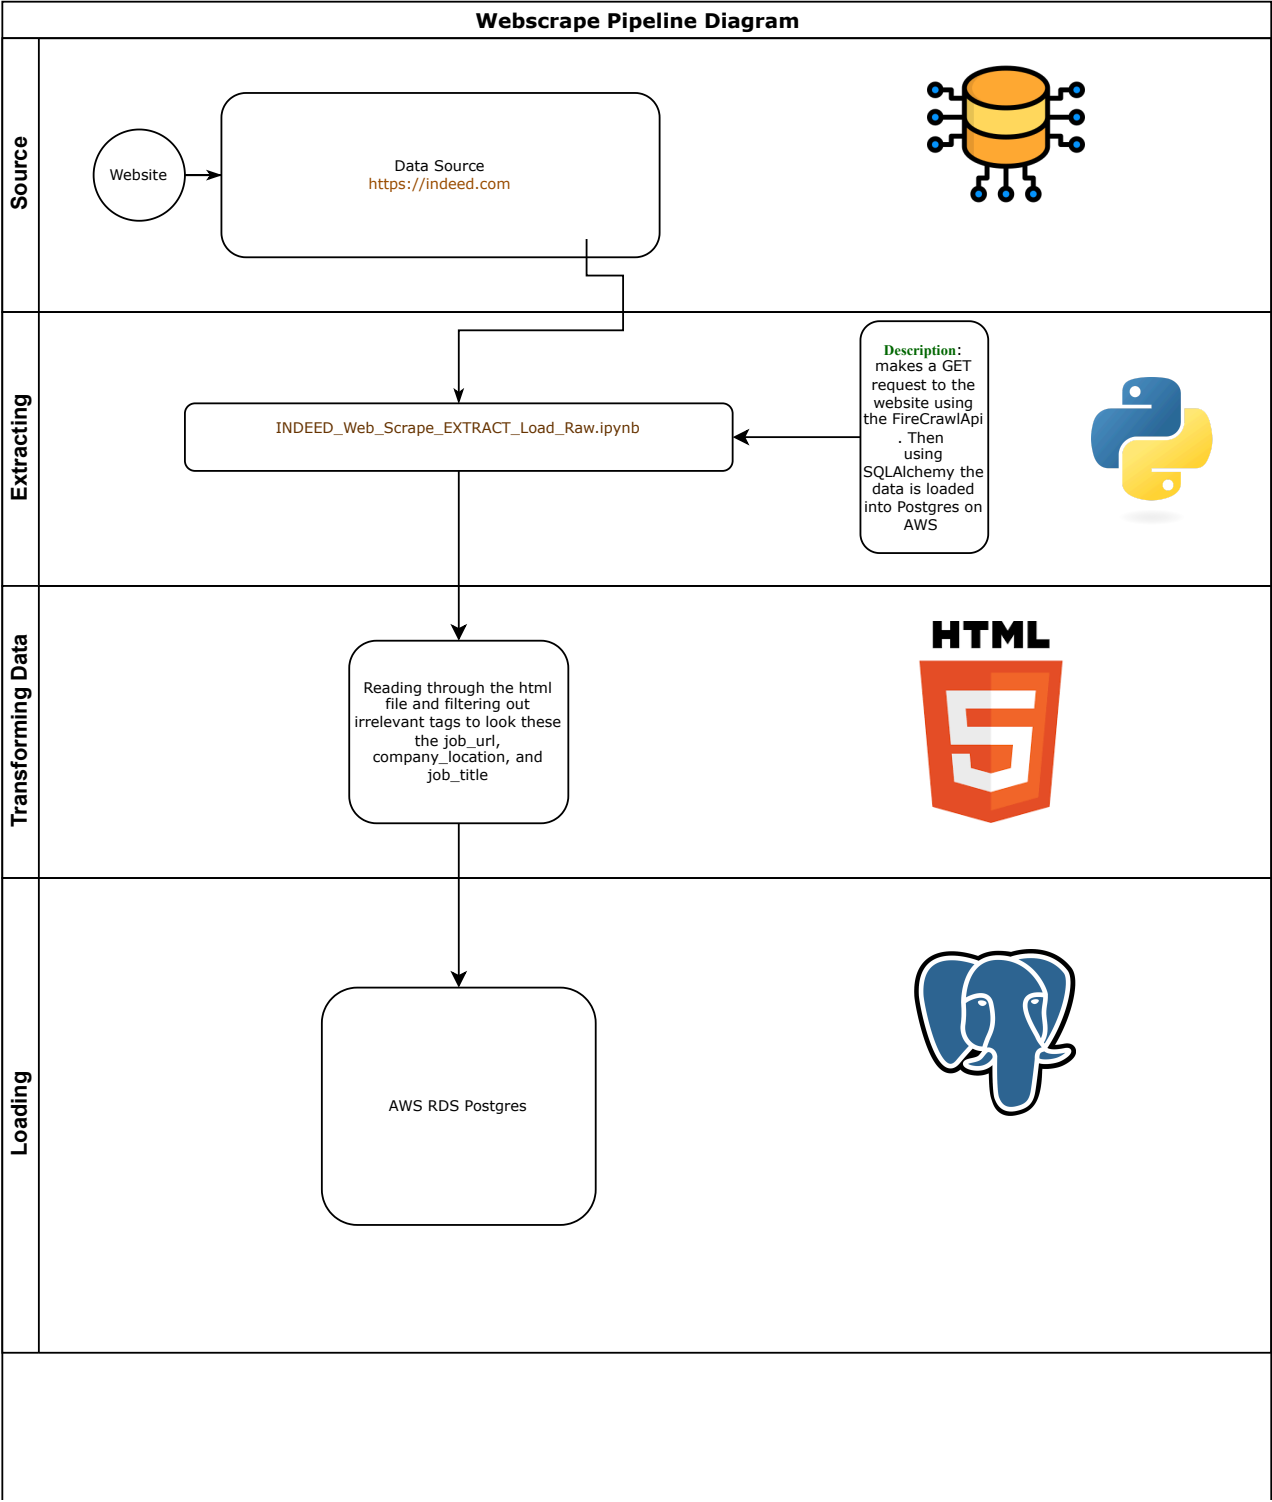 Webscrape Pipeline Diagram
Source
Website
Data Source
https://indeed.com
Extracting
INDEED_Web_Scrape_EXTRACT_Load_Raw.ipynb
Description:
makes a GET
request to the
website using
the FireCrawlApi
. Then
using
SQLAlchemy the
data is loaded
into Postgres on
AWS
Transforming Data
Reading through the html
file and filtering out
irrelevant tags to look these
the job_url,
company_location, and
job_title
HTML
5
Loading
AWS RDS Postgres